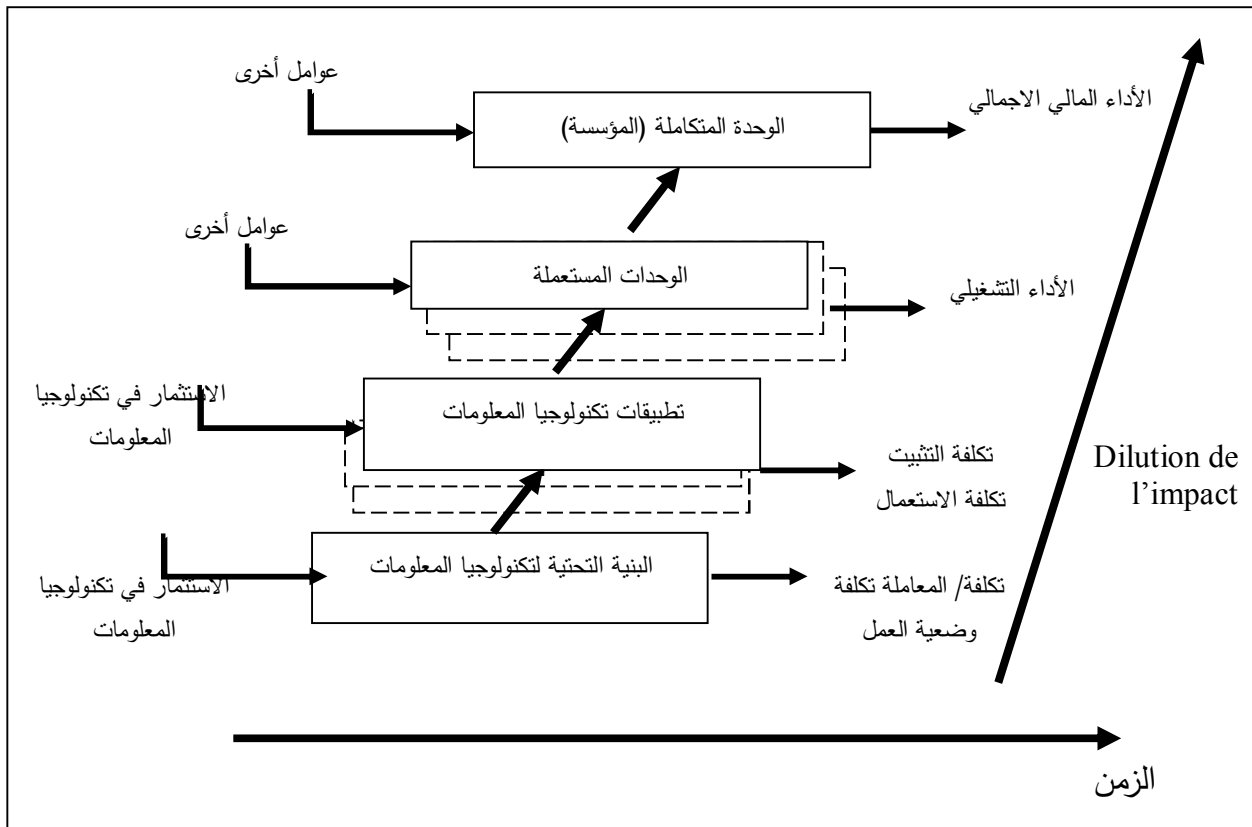 عوامل أخرى
الوحدة المتكاملة (المؤسسة)
الأداء المالي الاجمالي
عوامل أخرى
الوحدات المستعملة
الأداء التشغيلي
الاستثمار في تكنولوجيا
المعلومات
تطبيقات تكنولوجيا المعلومات
تكلفة التثبيت
تكلفة الاستعمال
Dilution de
l’impact
الاستثمار في تكنولوجيا
المعلومات
البنية التحتية لتكنولوجيا المعلومات
تكلفة/ المعاملة تكلفة
وضعية العمل
الزمن